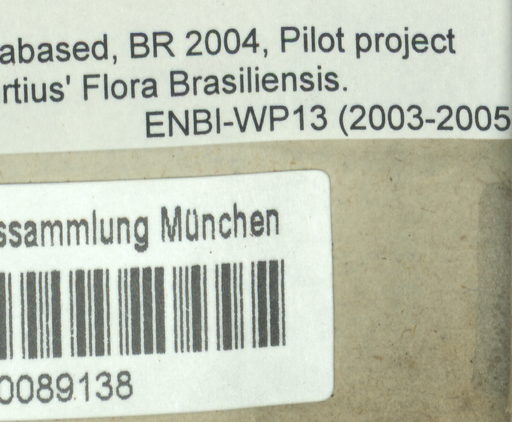 abased, BR 2004, Pilot project
rtius' Flora Brasiliensis.
ENBI-WP13 (2003-2005
ssammlung München
0089138